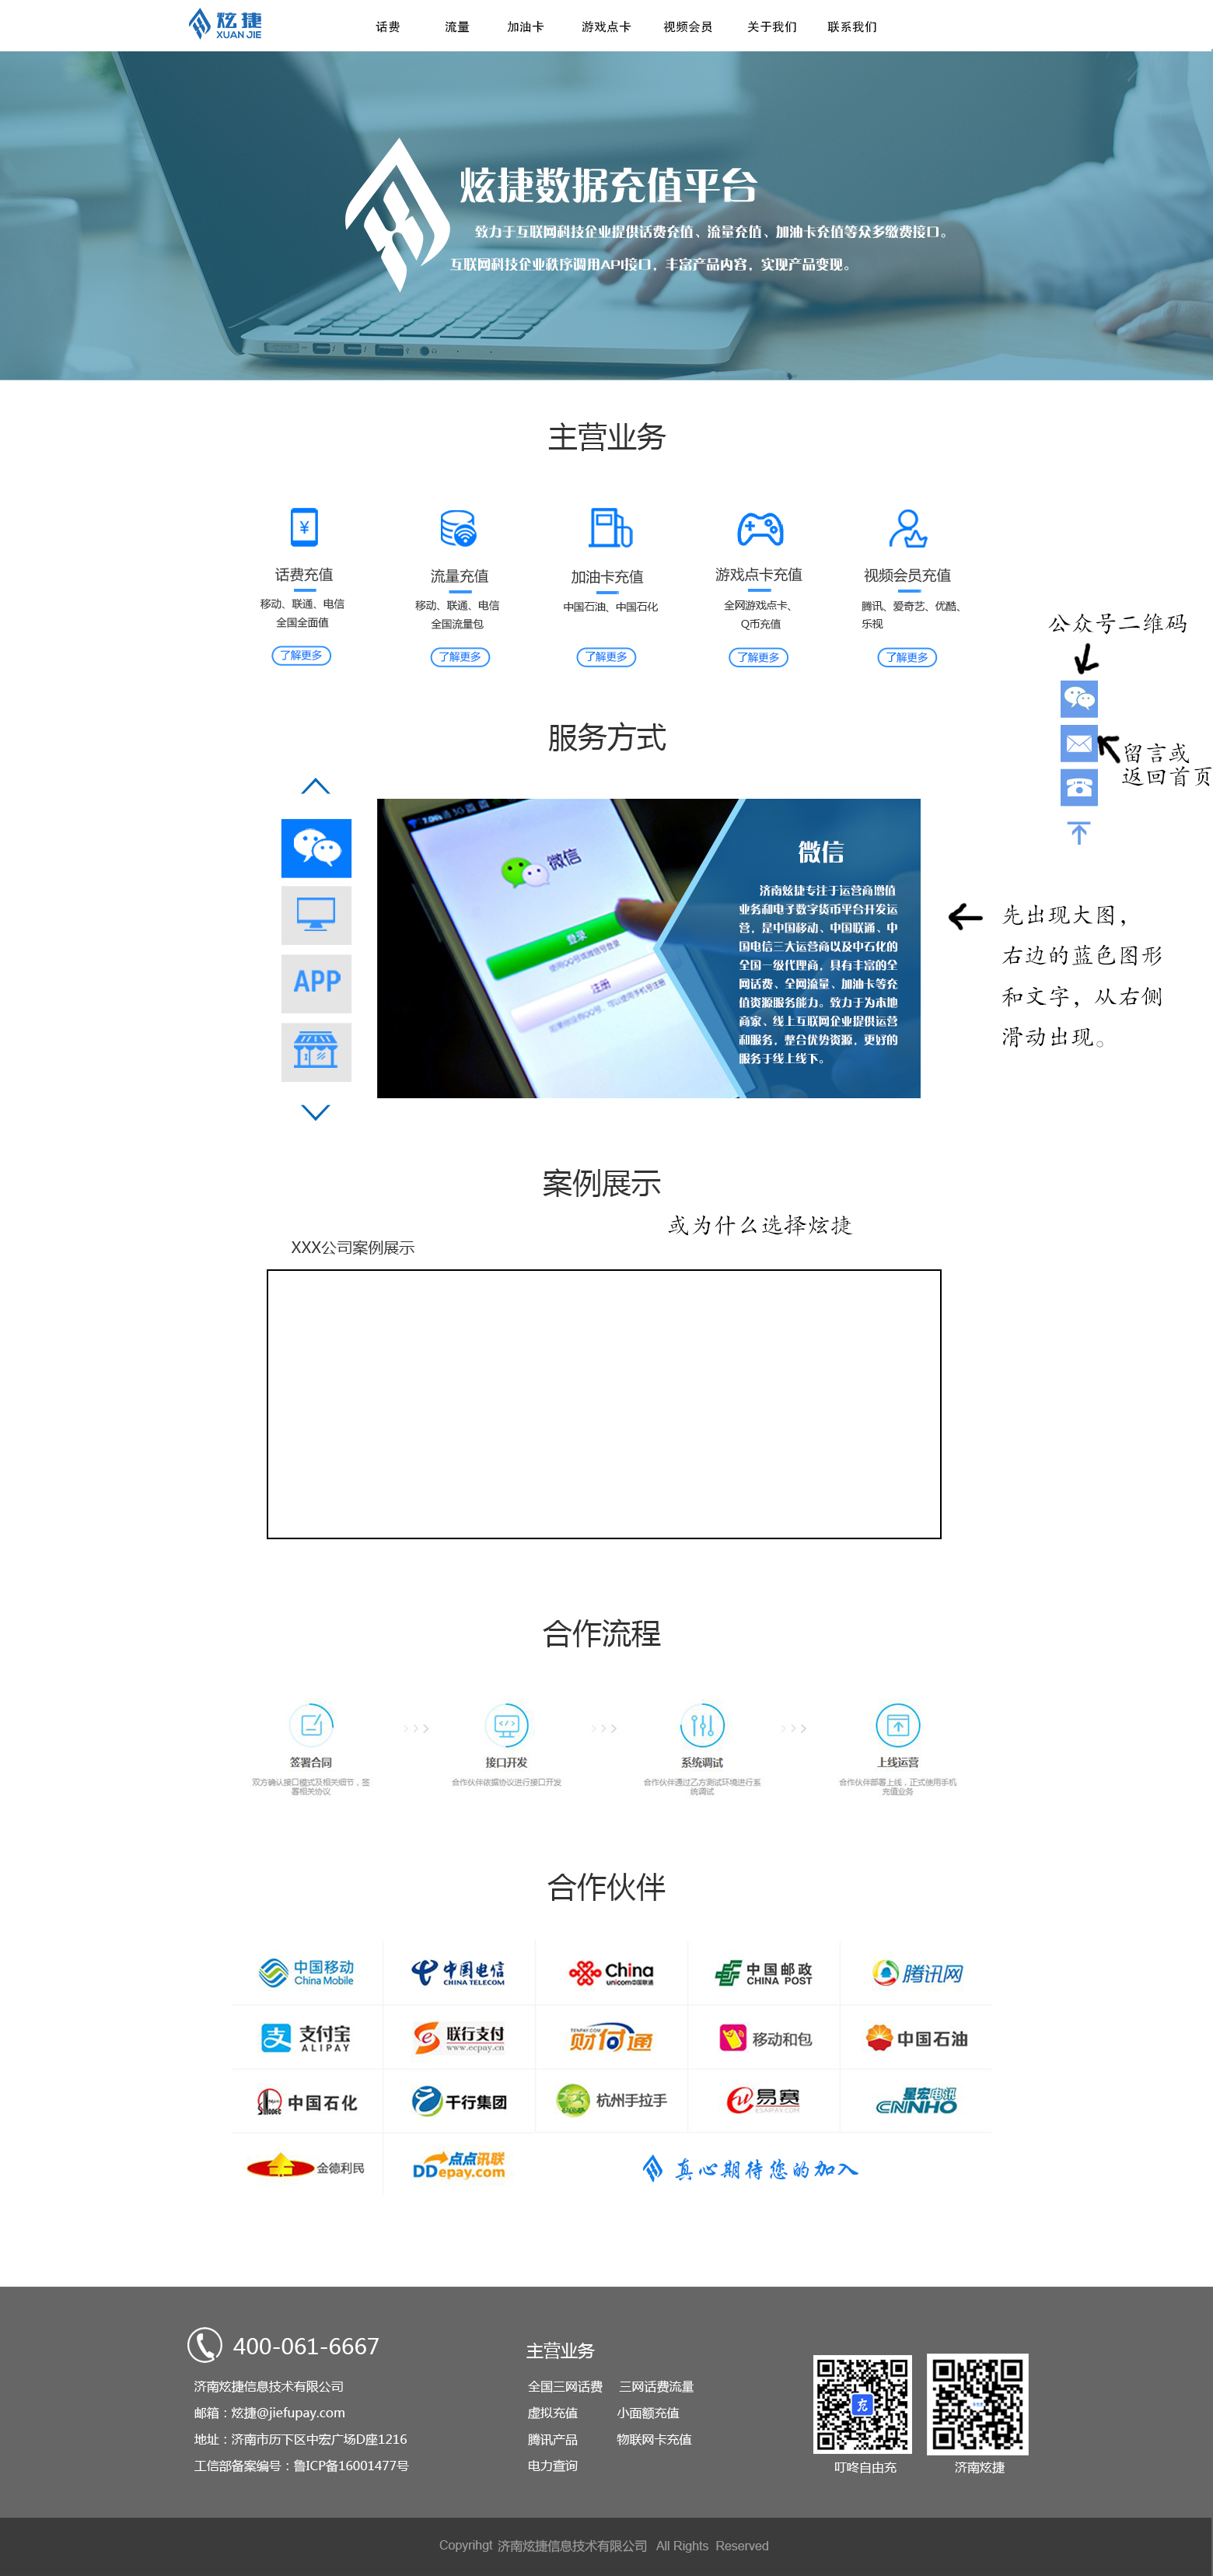 炫捷
XUAN JIE
话费 流量 加油卡 游戏点卡 视频会员 关于我们 联系我们
炫捷数据充值平台
致力于互联网科技企业提供话费充值、流量充值、加油卡充值等众多缴费接口。
互联网科技企业秩序调用API接口，丰富产品内容，实现产品变现。
主营业务
话费充值
移动、联通、电信
全国全面值
了解更多
流量充值
移动、联通、电信
全国流量包
了解更多
加油卡充值
中国石油、中国石化
了解更多
游戏点卡充值
全网游戏点卡、
Q币充值
了解更多
视频会员充值
腾讯、爱奇艺、优酷、
乐视
了解更多
公众号二维码
留言或
返回首页
服务方式
APP
微信
登录
注册
微信
济南炫捷专注于运营商增值
业务和电子数字货币平台开发运
营，是中国移动、中国联通、中
国电信三大运营商以及中石化的
全国一级代理商，具有丰富的全
网话费、全网流量、加油卡等充
值资源服务能力。致力于为本地
商家、线上互联网企业提供运营
和服务，整合优势资源，更好的
服务于线上线下。
先出现大图，
右边的蓝色图形
和文字，从右侧
滑动出现。
案例展示
或为什么选择炫捷
XXX公司案例展示
合作流程
签署合同
双方确认接口模式及相关细节，签
署相关协议
接口开发
合作伙伴依据协议进行接口开发
系统调试
合作伙伴通过乙方测试环境进行系
统调试
上线运营
合作伙伴部署上线，正式使用手机
充值业务
合作伙伴
中国移动
China Mobile
中国电信
CHINA TELECOM
China
unicom中国联通
中国邮政
CHINA POST
腾讯网
支付宝
ALIPAY
联行支付
www.ecpay.cn
TENPAY.COM
财付通
移动和包
中国石油
中国石化
千行集团
杭州手拉手
易赛
ESAIPAY.COM
星宏电讯
CNNHO
金德利民
点点讯联
DDepay.com
真心期待您的加入
400-061-6667
济南炫捷信息技术有限公司
邮箱：炫捷@jiefupay.com
地址：济南市历下区中宏广场D座1216
工信部备案编号：鲁ICP备16001477号
主营业务
全国三网话费 三网话费流量
虚拟充值 小面额充值
腾讯产品 物联网卡充值
电力查询
充
叮咚自由充
济南炫捷
Copyrihgt 济南炫捷信息技术有限公司 All Rights Reserved